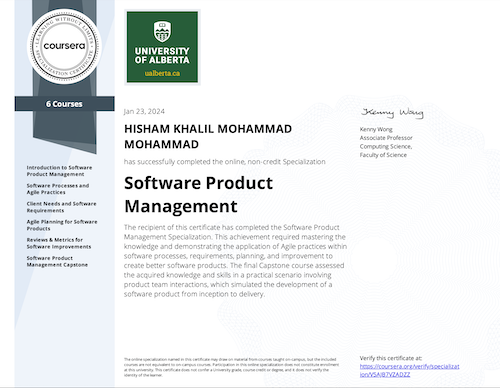 LEARNING WITHOUT LIMITS
coursera
SPECIALIZATION CERTIFICATE
6 Courses
Introduction to Software
Product Management
Software Processes and
Agile Practices
Client Needs and Software
Requirements
Agile Planning for Software
Products
Reviews & Metrics for
Software Improvements
Software Product
Management Capstone
UNIVERSITY
OF ALBERTA
ualberta.ca
Jan 23, 2024
HISHAM KHALIL MOHAMMAD
MOHAMMAD
has successfully completed the online, non-credit Specialization
Software Product
Management
The recipient of this certificate has completed the Software Product
Management Specialization. This achievement required mastering the
knowledge and demonstrating the application of Agile practices within
software processes, requirements, planning, and improvement to
create better software products. The final Capstone course assessed
the acquired knowledge and skills in a practical scenario involving
product team interactions, which simulated the development of a
software product from inception to delivery.
Kenny Wong
Kenny Wong
Associate Professor
Computing Science,
Faculty of Science
The online specialization named in this certificate may draw on material from courses taught on-campus, but the included
courses are not equivalent to on-campus courses. Participation in this online specialization does not constitute enrollment
at this university. This certificate does not confer a University grade, course credit or degree, and it does not verify the
identity of the learner.
Verify this certificate at:
https://coursera.org/verify/specializat